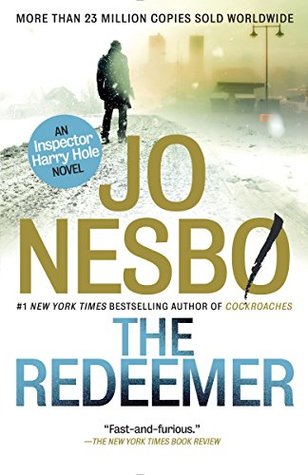 MORE THAN 23 MILLION COPIES SOLD WORLDWIDE
AN
Inspector
Harry Hole
NOVEL
JO
NESBØ
#1 NEW YORK TIMES BESTSELLING AUTHOR OF COCKROACHES
THE
REDEEMER
"Fast-and-furious."
—THE NEW YORK TIMES BOOK REVIEW